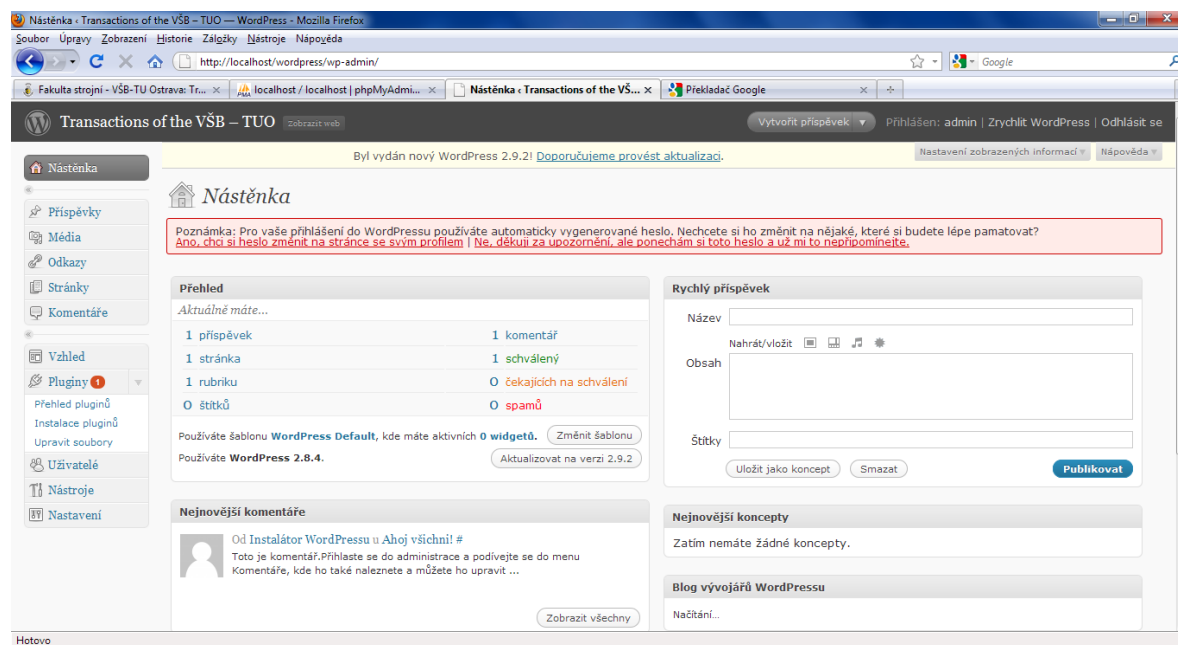 Nástěnka ‹ Transactions of the VŠB – TUO — WordPress - Mozilla Firefox
Soubor Úpravy Zobrazení Historie Záložky Nástroje Nápověda
http://localhost/wordpress/wp-admin/
Google
Fakulta strojní - VŠB-TU Ostrava: Tr...
localhost / localhost | phpMyAdmi...
Nástěnka ‹ Transactions of the VŠ...
Překladač Google
Transactions of the VŠB – TUO
Zobrazit web
Vytvořit příspěvek
Přihlášen: admin | Zrychlit WordPress | Odhlásit se
Byl vydán nový WordPress 2.9.2! Doporučujeme provést aktualizaci.
Nastavení zobrazených informací
Nápověda
Nástěnka
Příspěvky
Média
Odkazy
Stránky
Komentáře
Vzhled
Pluginy 1
Přehled pluginů
Instalace pluginů
Upravit soubory
Uživatelé
Nástroje
Nastavení
Nástěnka
Poznámka: Pro vaše přihlášení do WordPressu používáte automaticky vygenerované heslo. Nechcete si ho změnit na nějaké, které si budete lépe pamatovat?
Ano, chci si heslo změnit na stránce se svým profilem | Ne, děkuji za upozornění, ale ponechám si toto heslo a už mi to nepřipomínejte.
Přehled
Aktuálně máte...
1 příspěvek
1 komentář
1 stránka
1 schválený
1 rubriku
0 čekajících na schválení
0 štítků
0 spamů
Používáte šablonu WordPress Default, kde máte aktivních 0 widgetů.
Změnit šablonu
Používáte WordPress 2.8.4.
Aktualizovat na verzi 2.9.2
Nejnovější komentáře
Od Instalátor WordPressu u Ahoj všichni! #
Toto je komentář.Přihlaste se do administrace a podívejte se do menu
Komentáře, kde ho také naleznete a můžete ho upravit ...
Zobrazit všechny
Rychlý příspěvek
Název
Nahrát/vložit
Obsah
Štítky
Uložit jako koncept
Smazat
Publikovat
Nejnovější koncepty
Zatím nemáte žádné koncepty.
Blog vývojářů WordPressu
Načítání...
Hotovo